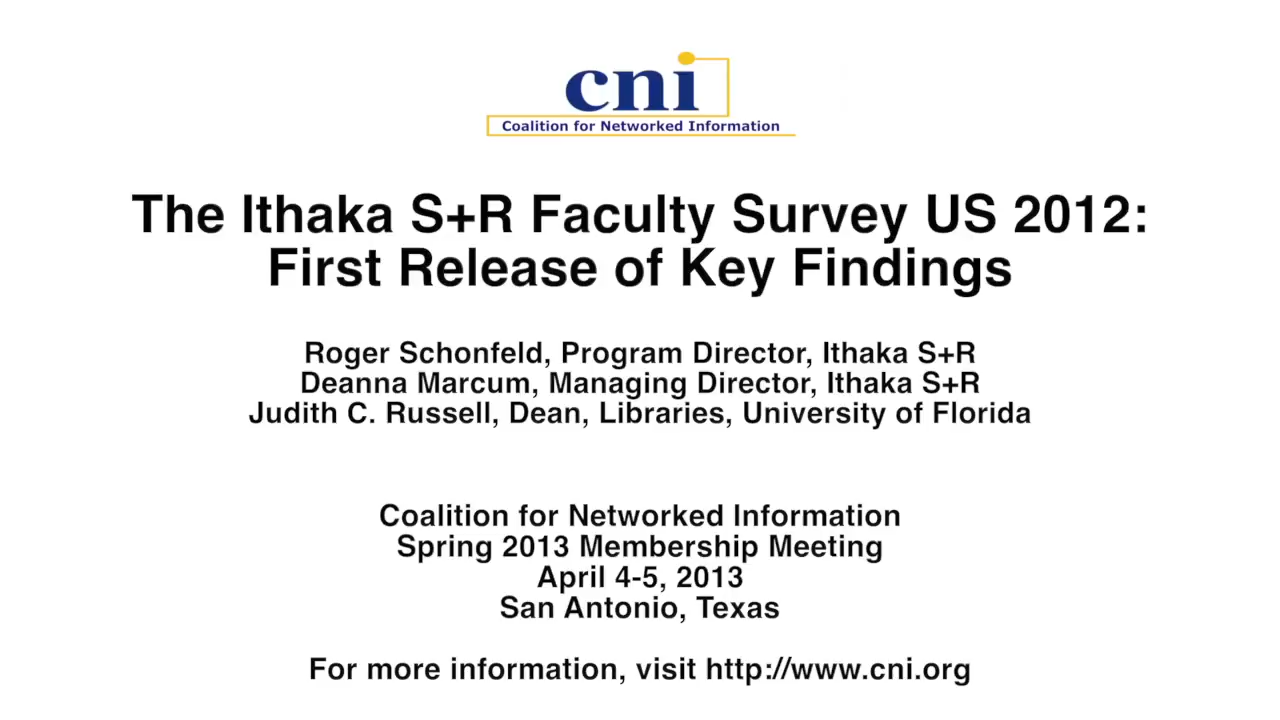 cni
Coalition for Networked Information
The Ithaka S+R Faculty Survey US 2012:
First Release of Key Findings
Roger Schonfeld, Program Director, Ithaka S+R
Deanna Marcum, Managing Director, Ithaka S+R
Judith C. Russell, Dean, Libraries, University of Florida
Coalition for Networked Information
Spring 2013 Membership Meeting
April 4-5, 2013
San Antonio, Texas
For more information, visit http://www.cni.org